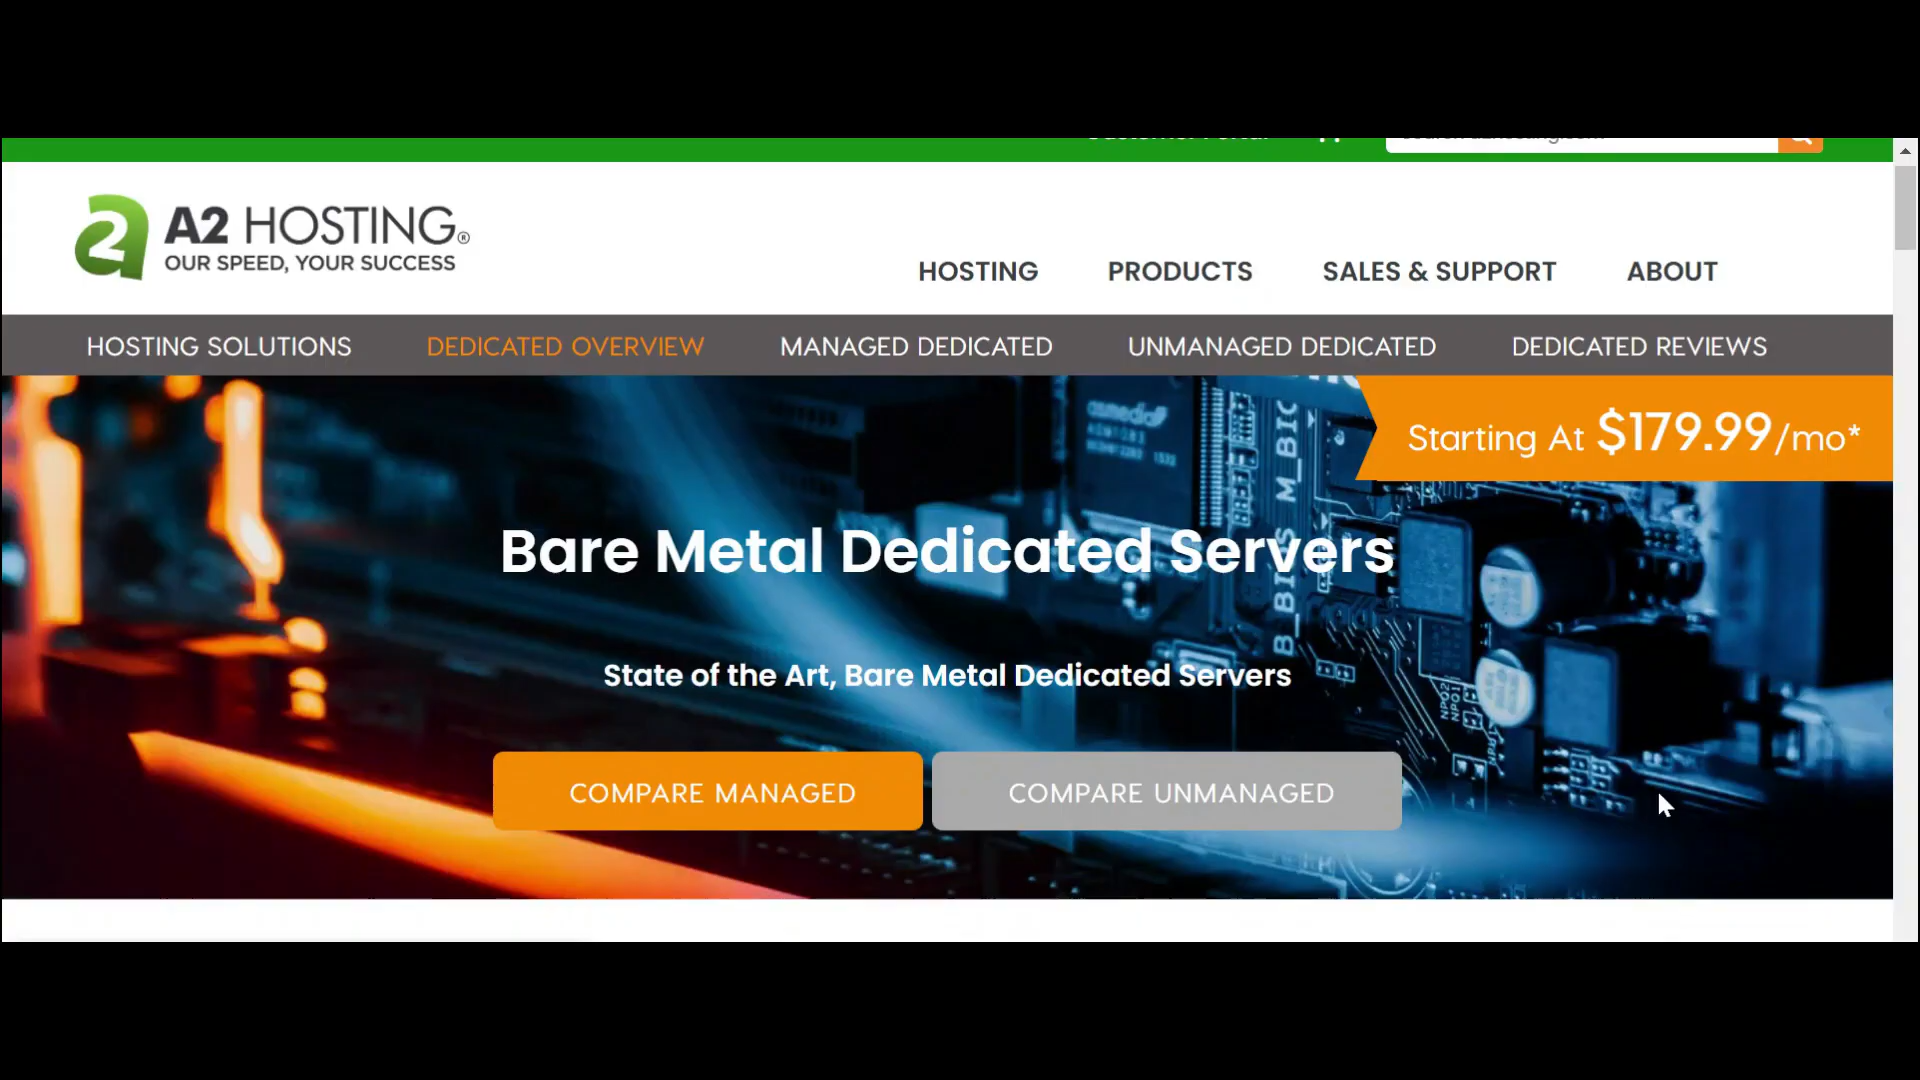 A2 HOSTING®
OUR SPEED, YOUR SUCCESS
HOSTING PRODUCTS SALES & SUPPORT ABOUT
HOSTING SOLUTIONS DEDICATED OVERVIEW MANAGED DEDICATED UNMANAGED DEDICATED DEDICATED REVIEWS
Starting At $179.99/mo*
Bare Metal Dedicated Servers
State of the Art, Bare Metal Dedicated Servers
COMPARE MANAGED COMPARE UNMANAGED